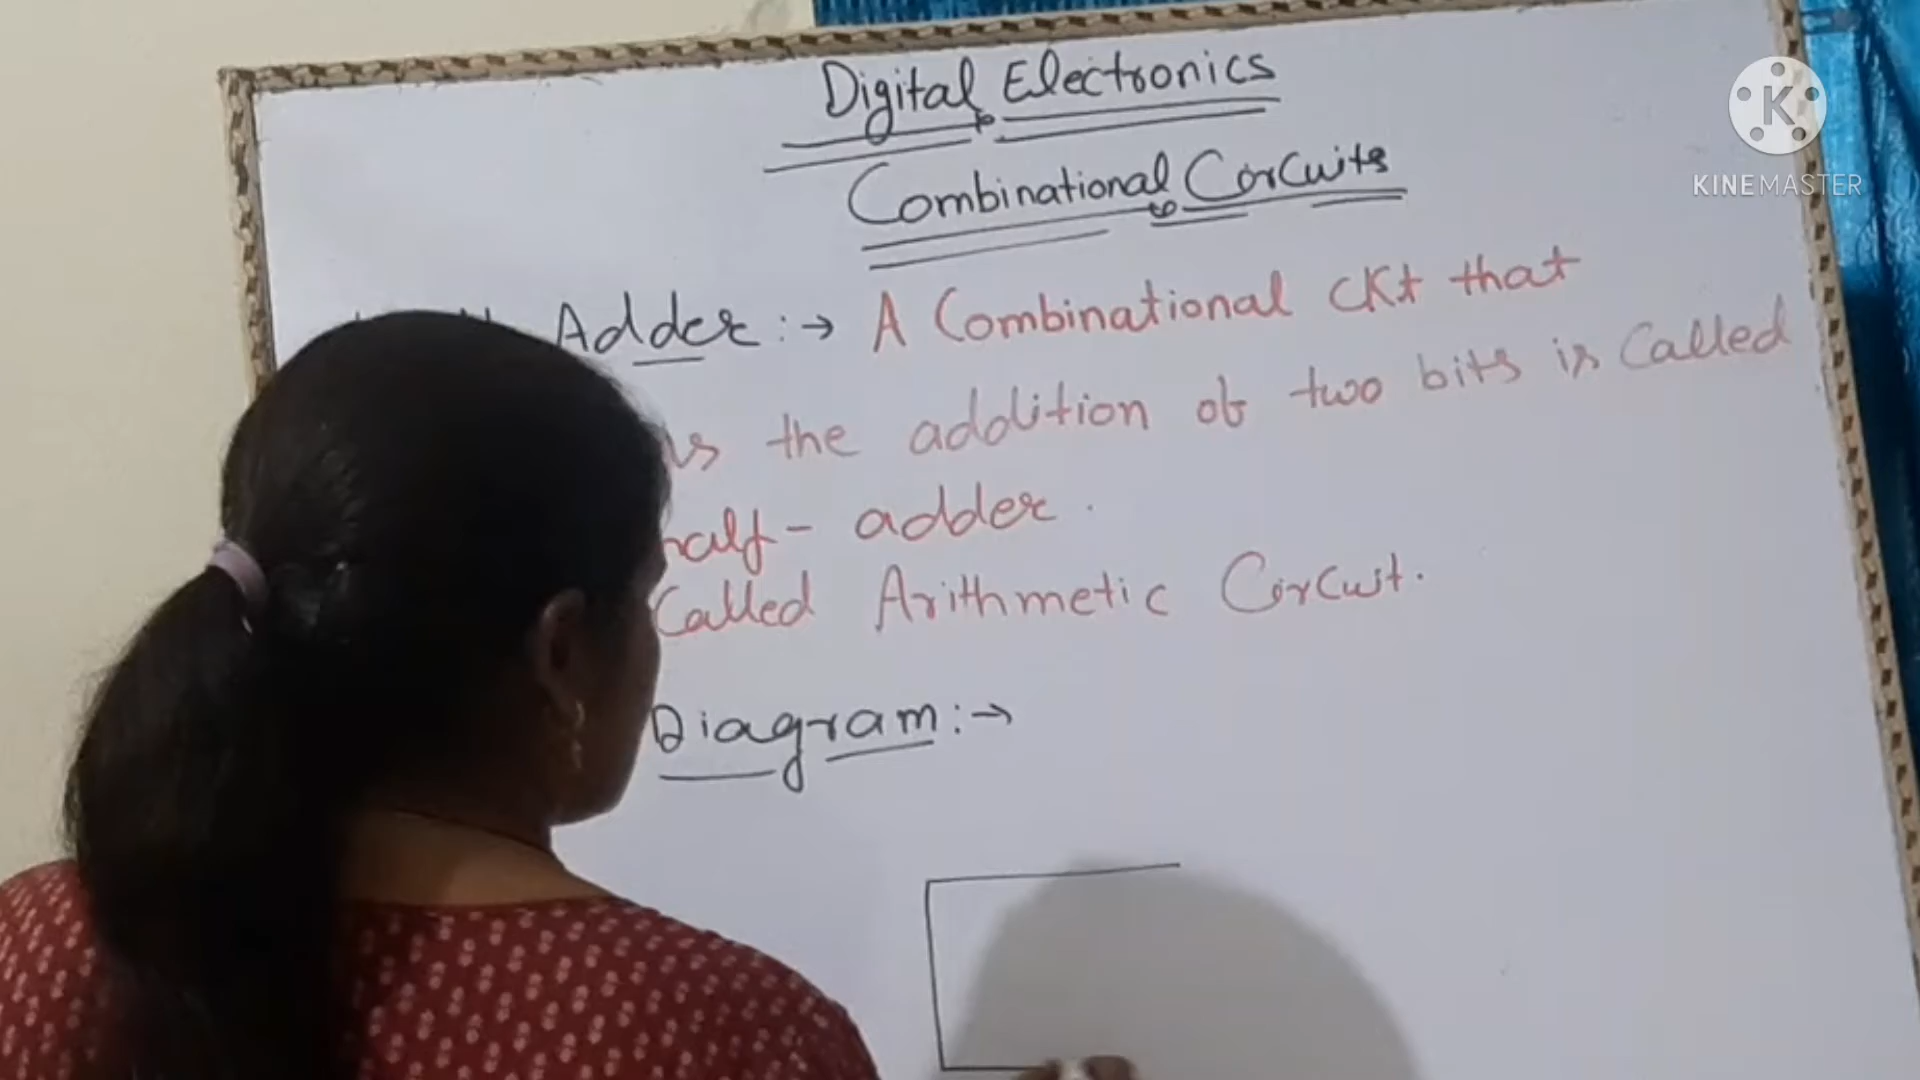 Digital Electronics
Combinational Circuits
Adder :→ A Combinational CKt that
the addition of two bits is Called
half - adder.
Called Arithmetic Circuit.
Diagram :→
K
KINEMASTER